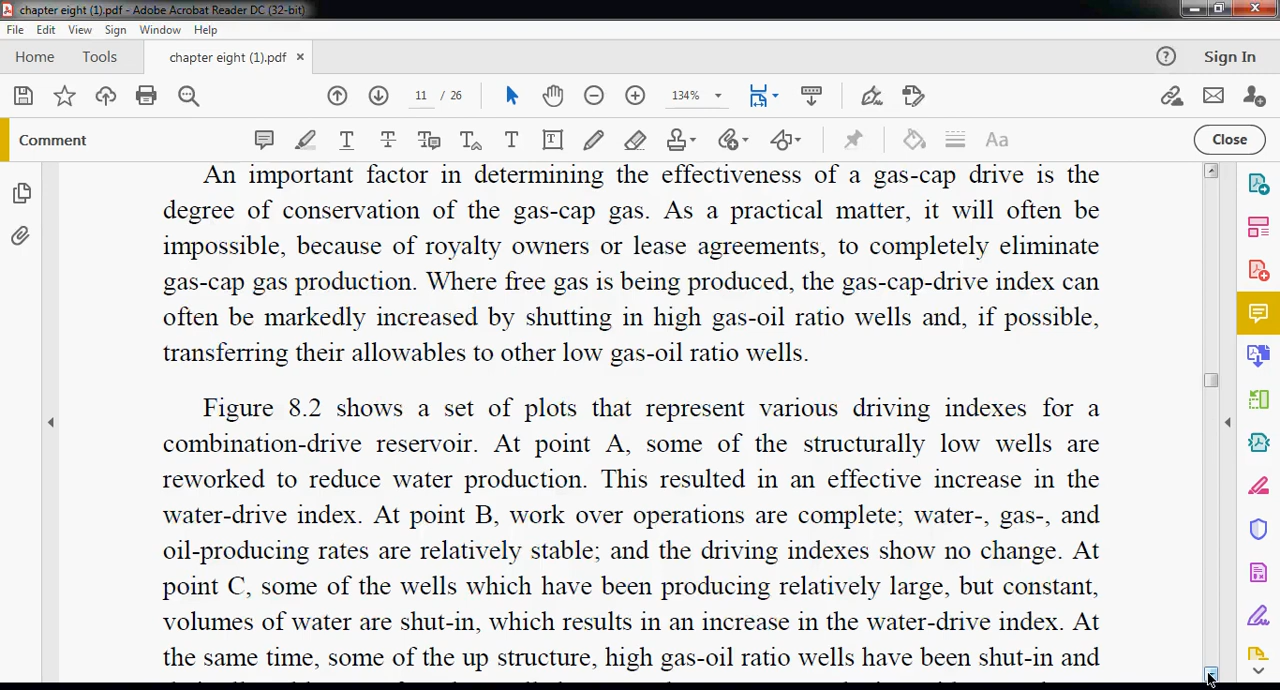 chapter eight (1).pdf - Adobe Acrobat Reader DC (32-bit)
File Edit View Sign Window Help
Home Tools chapter eight (1).pdf × Sign In
11 / 26 134%
Comment Close
An important factor in determining the effectiveness of a gas-cap drive is the
degree of conservation of the gas-cap gas. As a practical matter, it will often be
impossible, because of royalty owners or lease agreements, to completely eliminate
gas-cap gas production. Where free gas is being produced, the gas-cap-drive index can
often be markedly increased by shutting in high gas-oil ratio wells and, if possible,
transferring their allowables to other low gas-oil ratio wells.
Figure 8.2 shows a set of plots that represent various driving indexes for a
combination-drive reservoir. At point A, some of the structurally low wells are
reworked to reduce water production. This resulted in an effective increase in the
water-drive index. At point B, work over operations are complete; water-, gas-, and
oil-producing rates are relatively stable; and the driving indexes show no change. At
point C, some of the wells which have been producing relatively large, but constant,
volumes of water are shut-in, which results in an increase in the water-drive index. At
the same time, some of the up structure, high gas-oil ratio wells have been shut-in and